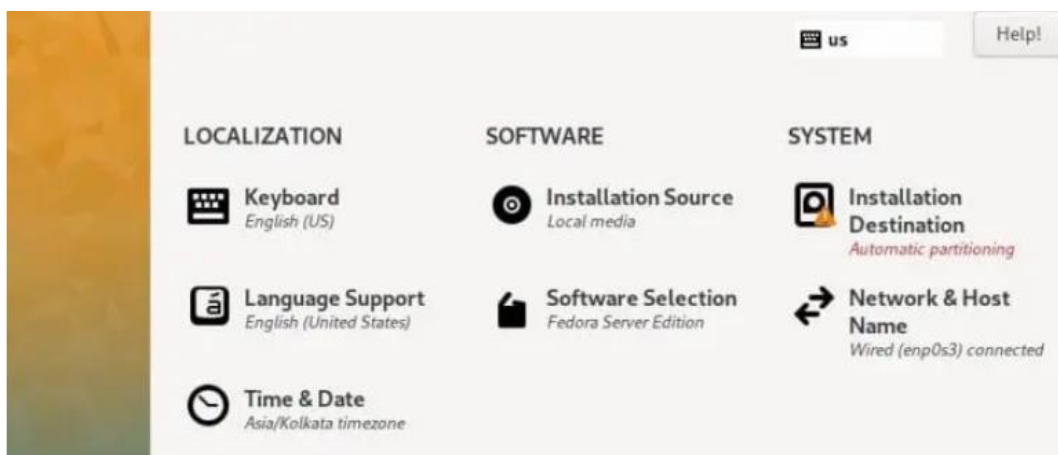 us
Help!
LOCALIZATION
Keyboard
English (US)
Language Support
English (United States)
Time & Date
Asia/Kolkata timezone
SOFTWARE
Installation Source
Local media
Software Selection
Fedora Server Edition
SYSTEM
Installation
Destination
Automatic partitioning
Network & Host
Name
Wired (enp0s3) connected